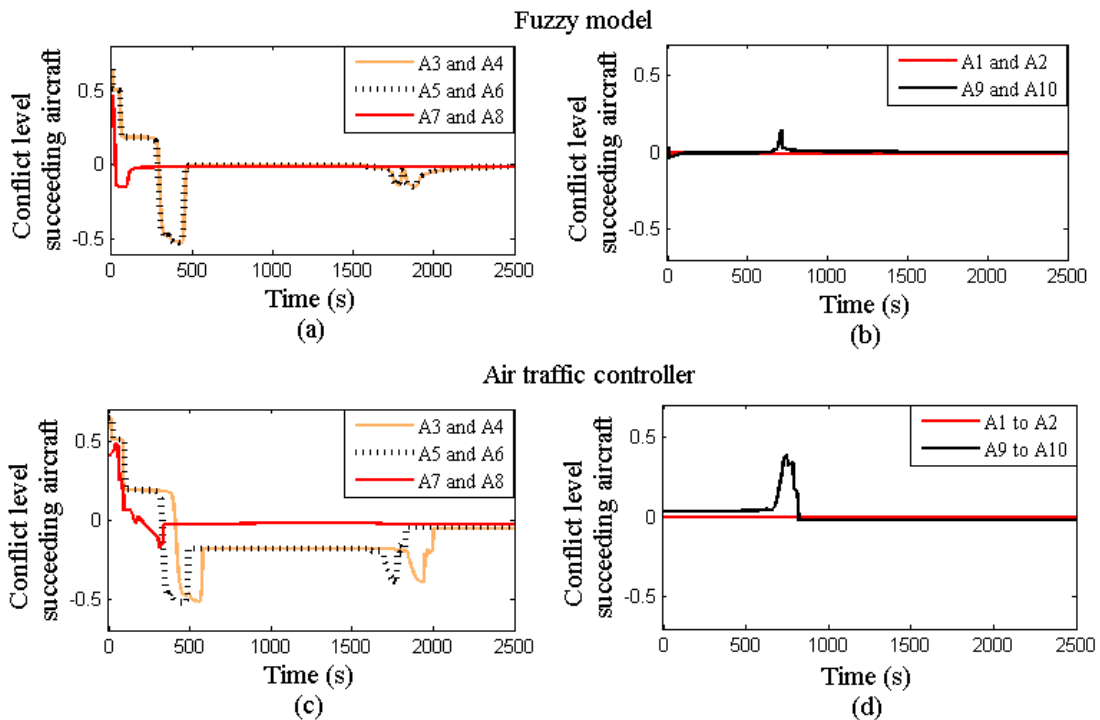 Fuzzy model
Conflict level
succeeding aircraft
0.5
0
-0.5
A3 and A4
A5 and A6
A7 and A8
0 500 1000 1500 2000 2500
Time (s)
(a)
Conflict level
succeeding aircraft
0.5
0
-0.5
A1 and A2
A9 and A10
0 500 1000 1500 2000 2500
Time (s)
(b)
Air traffic controller
Conflict level
succeeding aircraft
0.5
0
-0.5
A3 and A4
A5 and A6
A7 and A8
0 500 1000 1500 2000 2500
Time (s)
(c)
Conflict level
succeeding aircraft
0.5
0
-0.5
A1 to A2
A9 to A10
0 500 1000 1500 2000 2500
Time (s)
(d)